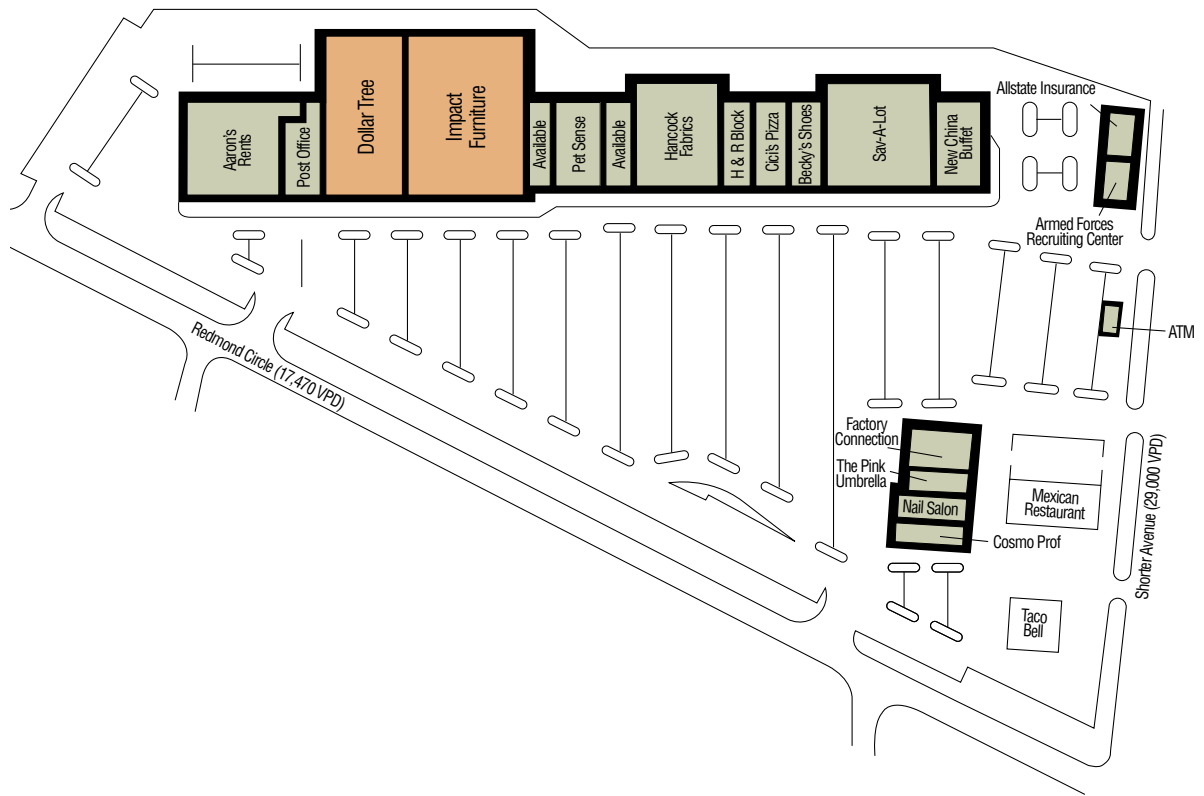 Allstate Insurance
Aaron's
Rents
Post Office
Dollar Tree
Impact
Furniture
Available
Pet Sense
Available
Hancock
Fabrics
H & R Block
Cici's Pizza
Becky's Shoes
Sav-A-Lot
New China
Buffet
Armed Forces
Recruiting Center
ATM
Redmond Circle (17,470 VPD)
Factory
Connection
The Pink
Umbrella
Nail Salon
Cosmo Prof
Mexican
Restaurant
Shorter Avenue (29,000 VPD)
Taco
Bell